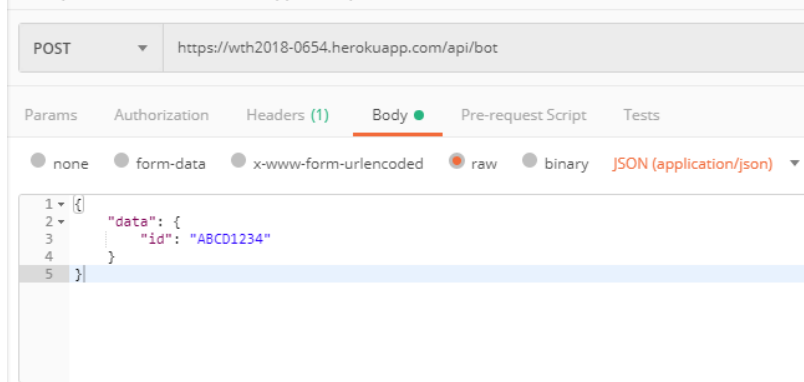 POST https://wth2018-0654.herokuapp.com/api/bot
Params Authorization Headers (1) Body Pre-request Script Tests
none form-data x-www-form-urlencoded raw binary JSON (application/json)
1 {
2 "data": {
3 "id": "ABCD1234"
4 }
5 }